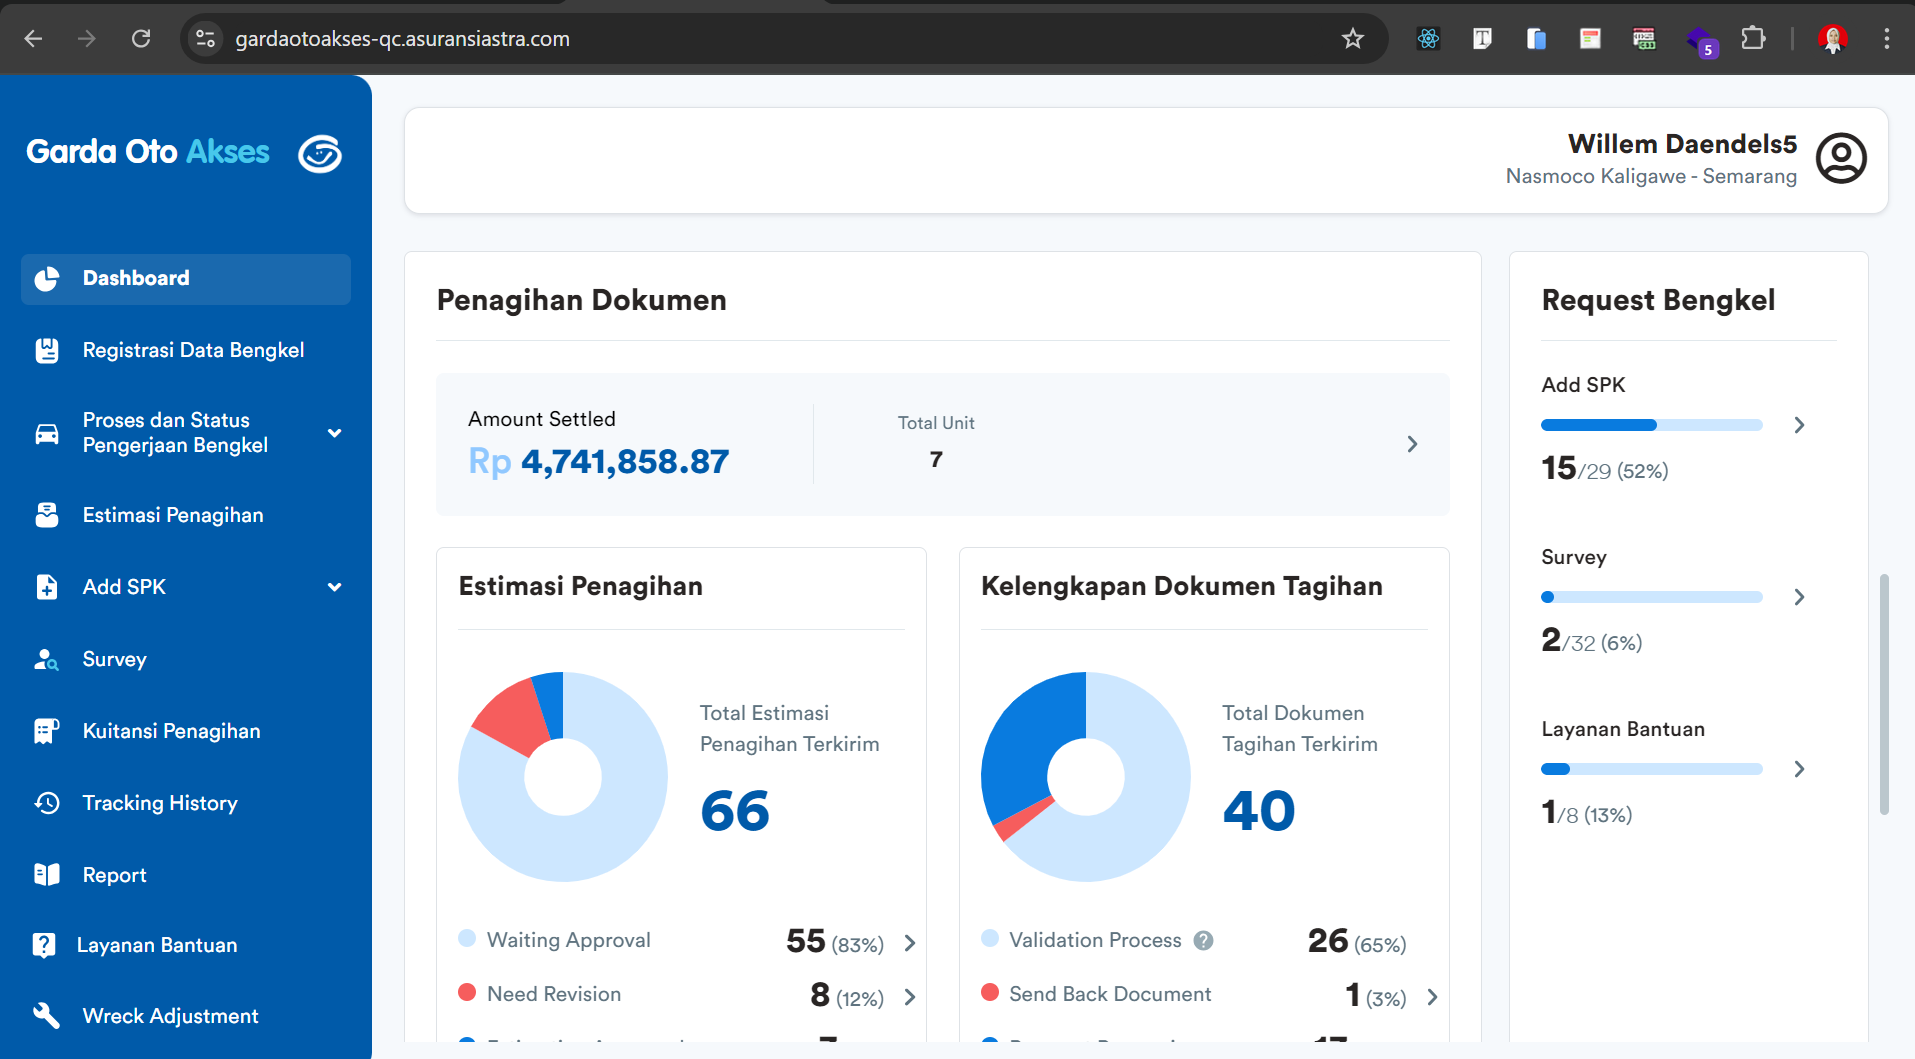 gardaotoakses-qc.asuransiastra.com
5
Garda Oto Akses
Willem Daendels5
Nasmoco Kaligawe - Semarang
Dashboard
Registrasi Data Bengkel
Proses dan Status
Pengerjaan Bengkel
Estimasi Penagihan
Add SPK
Survey
Kuitansi Penagihan
Tracking History
Report
Layanan Bantuan
Wreck Adjustment
Penagihan Dokumen
Amount Settled
Rp 4,741,858.87
Total Unit
7
Estimasi Penagihan
Total Estimasi
Penagihan Terkirim
66
Waiting Approval 55 (83%)
Need Revision 8 (12%)
Kelengkapan Dokumen Tagihan
Total Dokumen
Tagihan Terkirim
40
Validation Process ? 26 (65%)
Send Back Document 1 (3%)
Request Bengkel
Add SPK
15/29 (52%)
Survey
2/32 (6%)
Layanan Bantuan
1/8 (13%)